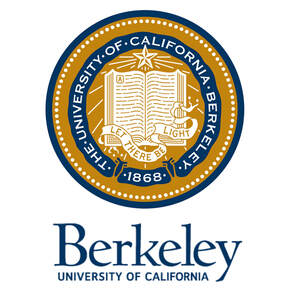 ·THE·UNIVERSITY·OF·CALIFORNIA·BERKELEY·
A
LET THERE BE LIGHT
·1868·
Berkeley
UNIVERSITY OF CALIFORNIA